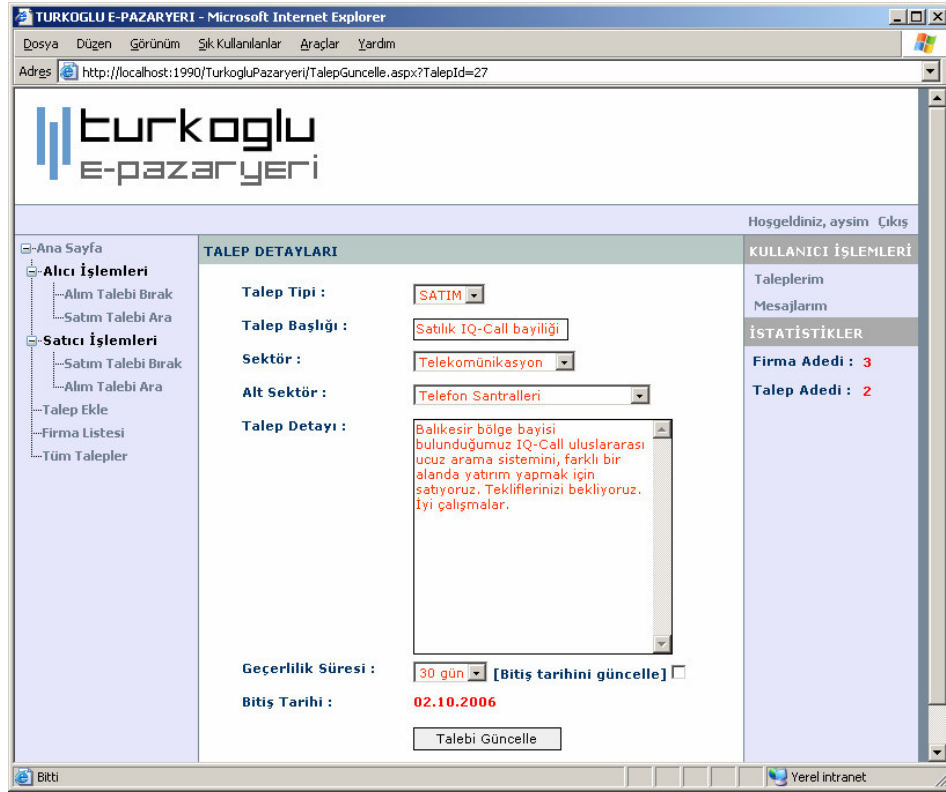 TURKOGLU E-PAZARYERI - Microsoft Internet Explorer
Dosya Düzen Görünüm Sık Kullanılanlar Araçlar Yardım
Adres http://localhost:1990/TurkogluPazaryeri/TalepGuncelle.aspx?TalepId=27
turkoglu
e-pazaryeri
Hoşgeldiniz, aysim Çıkış
Ana Sayfa
Alıcı İşlemleri
Alım Talebi Bırak
Satım Talebi Ara
Satıcı İşlemleri
Satım Talebi Bırak
Alım Talebi Ara
Talep Ekle
Firma Listesi
Tüm Talepler
TALEP DETAYLARI
Talep Tipi : SATIM
Talep Başlığı : Satılık IQ-Call bayiliği
Sektör : Telekomünikasyon
Alt Sektör : Telefon Santralleri
Talep Detayı : Balıkesir bölge bayisi
bulunduğumuz IQ-Call uluslararası
ucuz arama sistemini, farklı bir
alanda yatırım yapmak için
satıyoruz. Tekliflerinizi bekliyoruz.
İyi çalışmalar.
Geçerlilik Süresi : 30 gün [Bitiş tarihini güncelle]
Bitiş Tarihi : 02.10.2006
Talebi Güncelle
KULLANICI İŞLEMLERİ
Taleplerim
Mesajlarım
İSTATİSTİKLER
Firma Adedi : 3
Talep Adedi : 2
Bitti
Yerel intranet